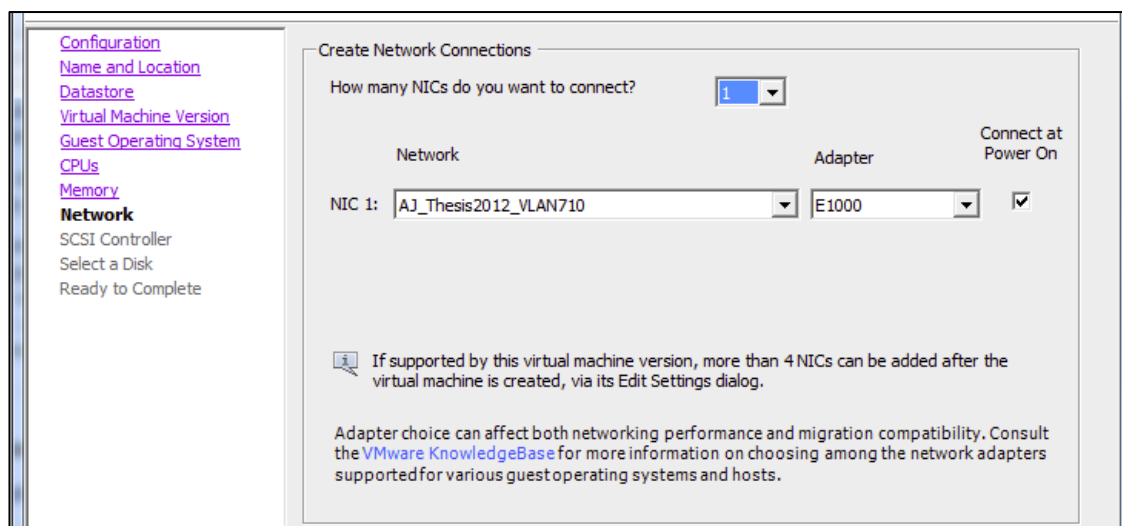 Configuration
Name and Location
Datastore
Virtual Machine Version
Guest Operating System
CPUs
Memory
Network
SCSI Controller
Select a Disk
Ready to Complete
Create Network Connections
How many NICs do you want to connect? 1
Network Adapter Connect at Power On
NIC 1: AJ_Thesis2012_VLAN710 E1000
If supported by this virtual machine version, more than 4 NICs can be added after the
virtual machine is created, via its Edit Settings dialog.
Adapter choice can affect both networking performance and migration compatibility. Consult
the VMware KnowledgeBase for more information on choosing among the network adapters
supported for various guest operating systems and hosts.